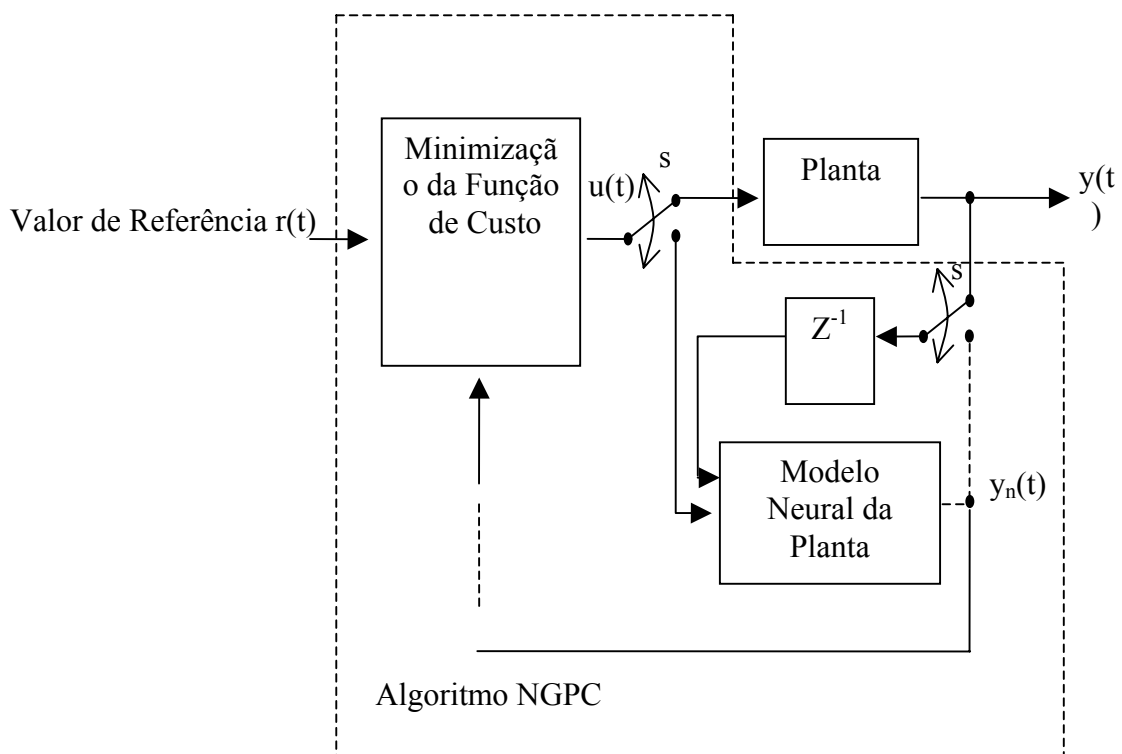 Minimizaçã
o da Função
de Custo
s
u(t)
Planta
y(t
)
Valor de Referência r(t)
s
Z-1
Modelo
Neural da
Planta
yn(t)
Algoritmo NGPC